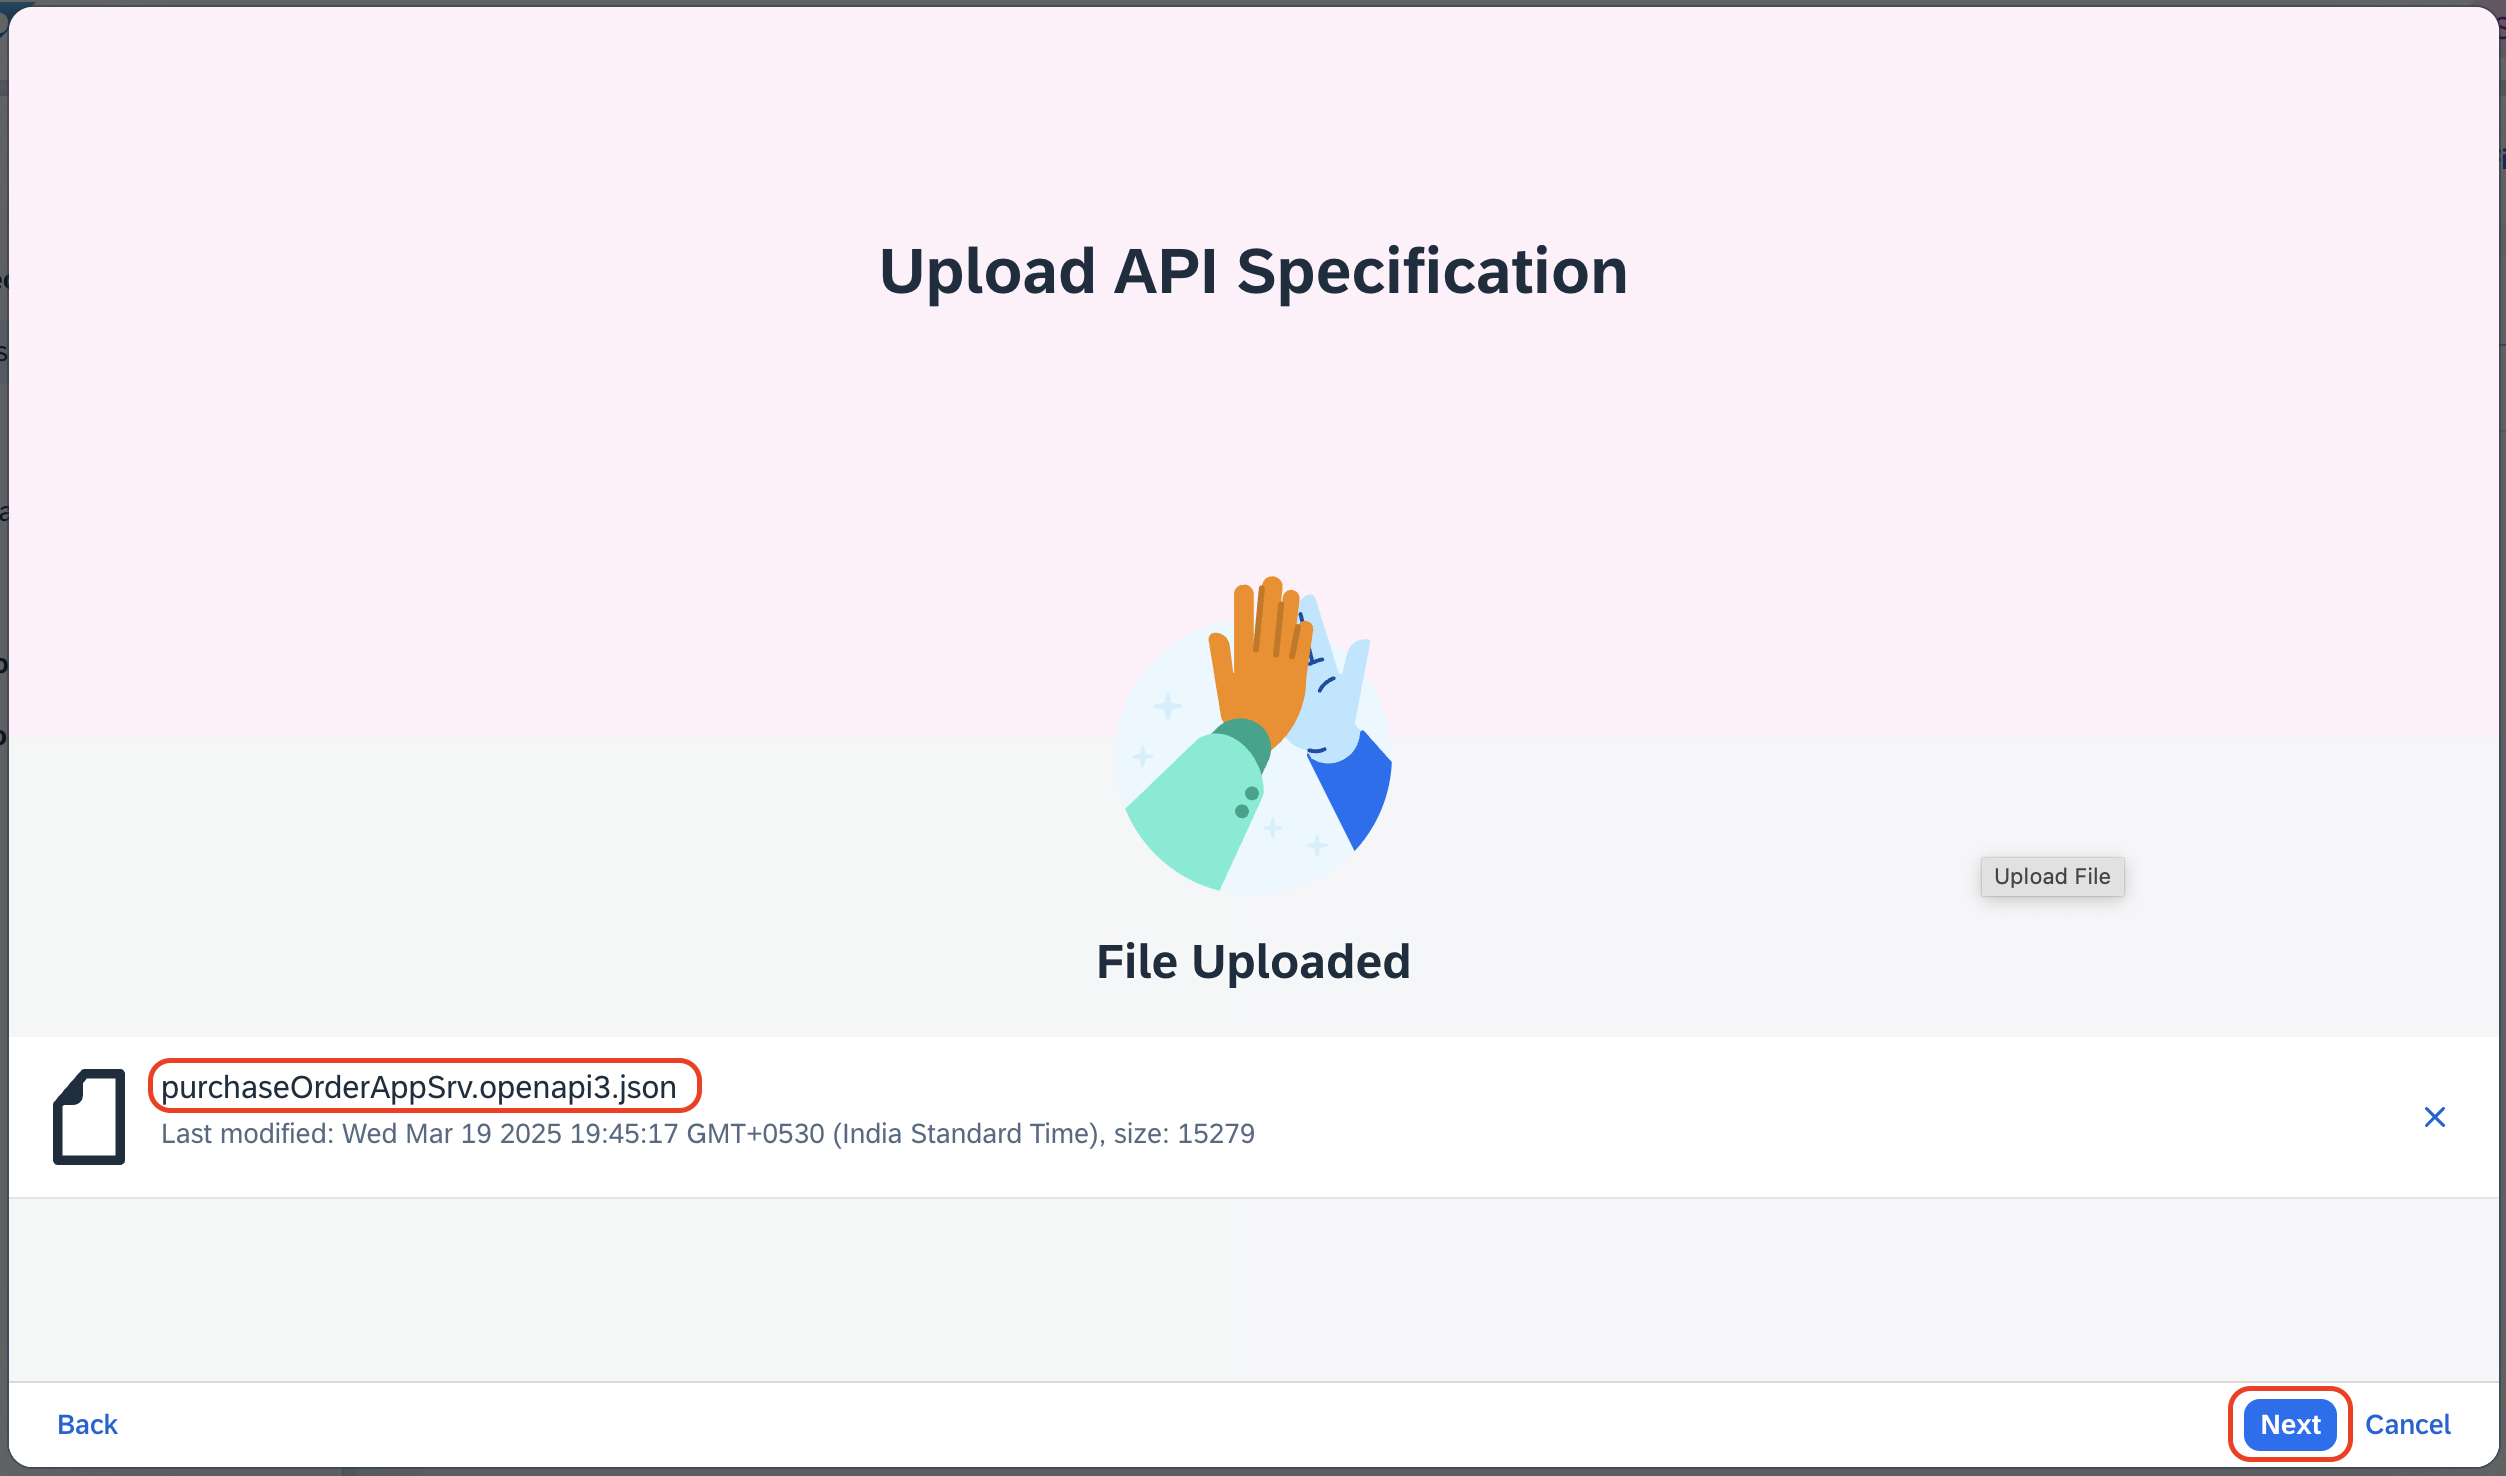 Upload API Specification
Upload File
File Uploaded
purchaseOrderAppSrv.openapi3.json
Last modified: Wed Mar 19 2025 19:45:17 GMT+0530 (India Standard Time), size: 15279
Back
Next
Cancel